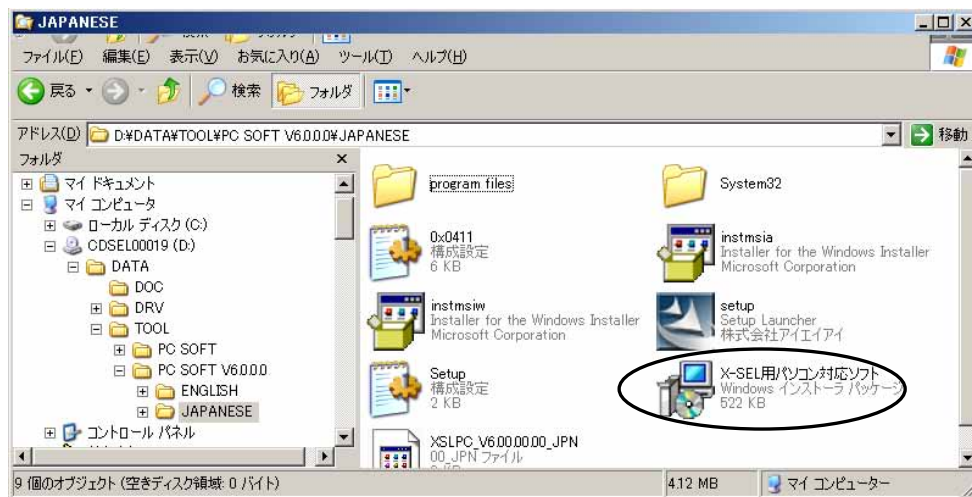 JAPANESE
ファイル(F) 編集(E) 表示(V) お気に入り(A) ツール(T) ヘルプ(H)
戻る 検索 フォルダ
アドレス(D) D:¥DATA¥TOOL¥PC SOFT V6.0.0.0¥JAPANESE 移動
フォルダ
マイ ドキュメント
マイ コンピュータ
ローカル ディスク (C:)
CDSEL00019 (D:)
DATA
DOC
DRV
TOOL
PC SOFT
PC SOFT V6.0.0.0
ENGLISH
JAPANESE
コントロール パネル
program files
System32
0x0411
構成設定
6 KB
instmsia
Installer for the Windows Installer
Microsoft Corporation
instmsiw
Installer for the Windows Installer
Microsoft Corporation
setup
Setup Launcher
株式会社アイエイアイ
Setup
構成設定
2 KB
X-SEL用パソコン対応ソフト
Windows インストーラ パッケージ
522 KB
XSLPC_V6.00.00.00_JPN
00_JPN ファイル
9 個のオブジェクト (空きディスク領域: 0 バイト)
4.12 MB
マイ コンピューター